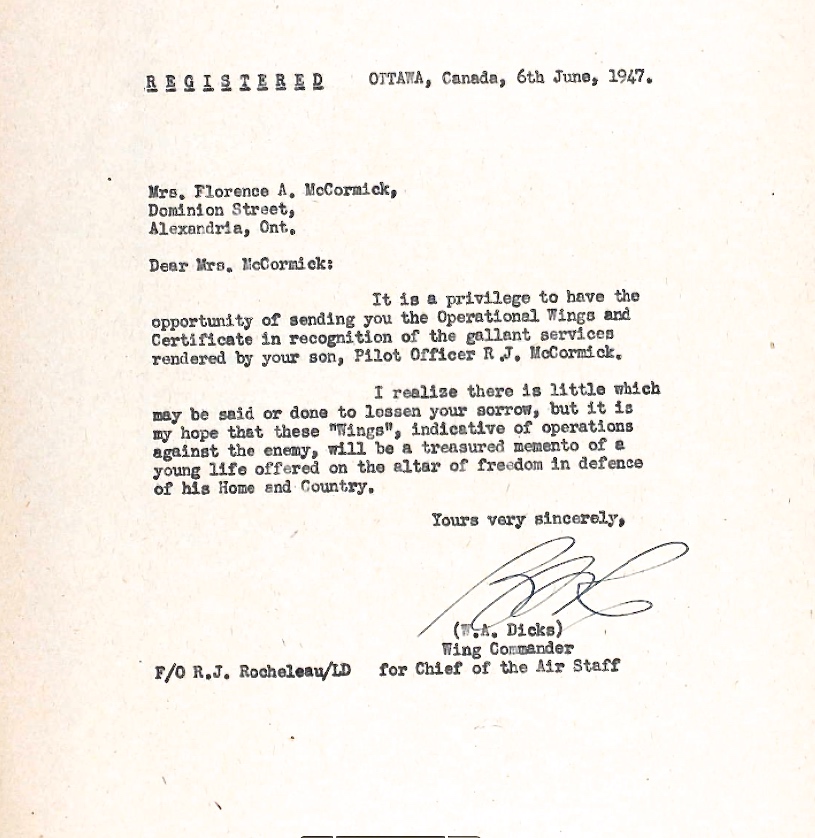 REGISTERED OTTAWA, Canada, 6th June, 1947.
Mrs. Florence A. McCormick,
Dominion Street,
Alexandria, Ont.
Dear Mrs. McCormick:
It is a privilege to have the
opportunity of sending you the Operational Wings and
Certificate in recognition of the gallant services
rendered by your son, Pilot Officer R.J. McCormick.
I realize there is little which
may be said or done to lessen your sorrow, but it is
my hope that these "Wings", indicative of operations
against the enemy, will be a treasured memento of a
young life offered on the altar of freedom in defence
of his Home and Country.
Yours very sincerely,
(W.A. Dicks)
Wing Commander
F/O R.J. Rocheleau/LD for Chief of the Air Staff